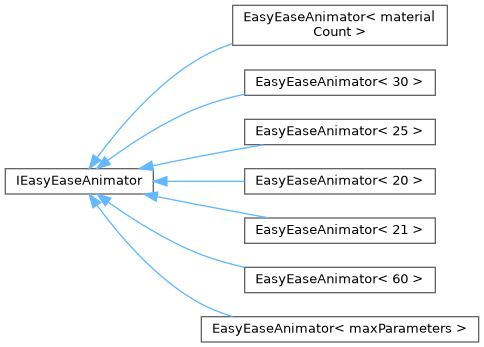 EasyEaseAnimator< material
Count >
EasyEaseAnimator< 30 >
EasyEaseAnimator< 25 >
IEasyEaseAnimator
EasyEaseAnimator< 20 >
EasyEaseAnimator< 21 >
EasyEaseAnimator< 60 >
EasyEaseAnimator< maxParameters >